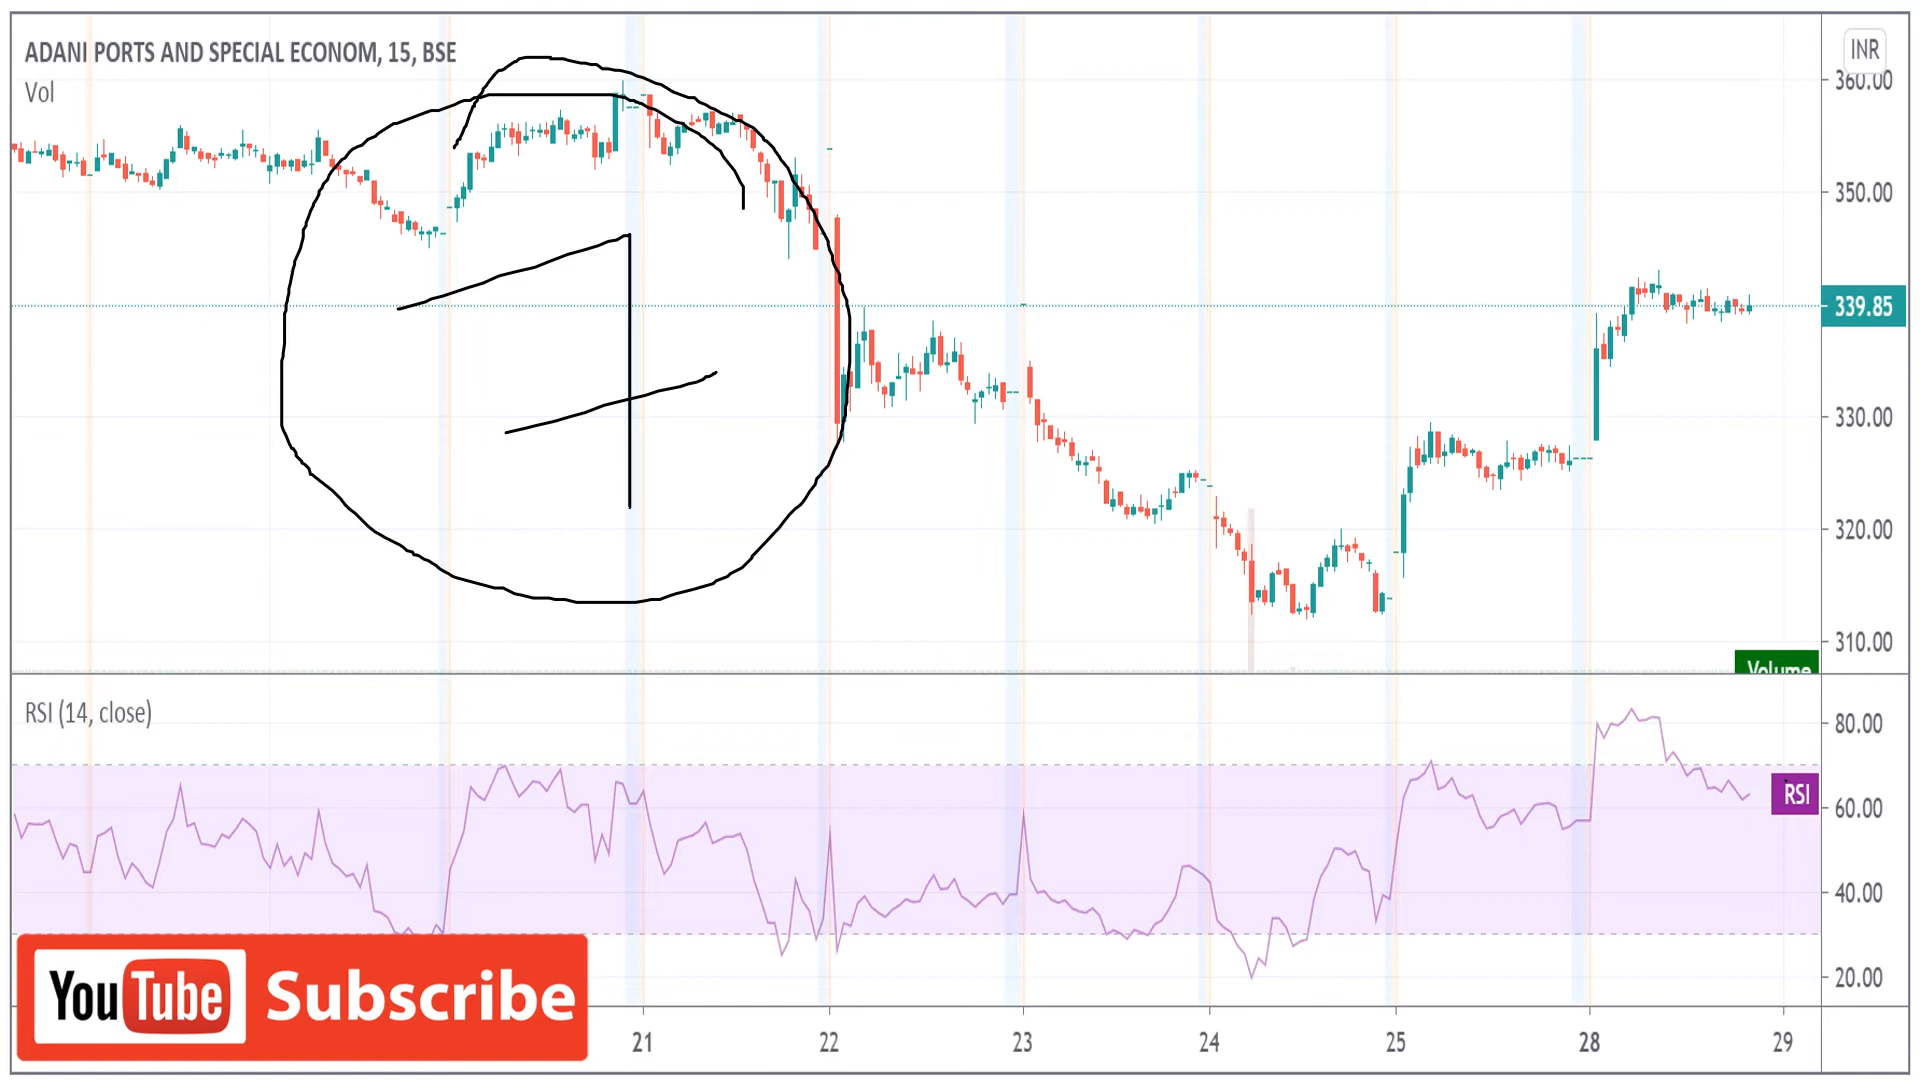 ADANI PORTS AND SPECIAL ECONOM, 15, BSE
Vol
INR
360.00
350.00
339.85
330.00
320.00
310.00
Volume
RSI (14, close)
80.00
RSI
60.00
40.00
20.00
YouTube Subscribe
21 22 23 24 25 28 29